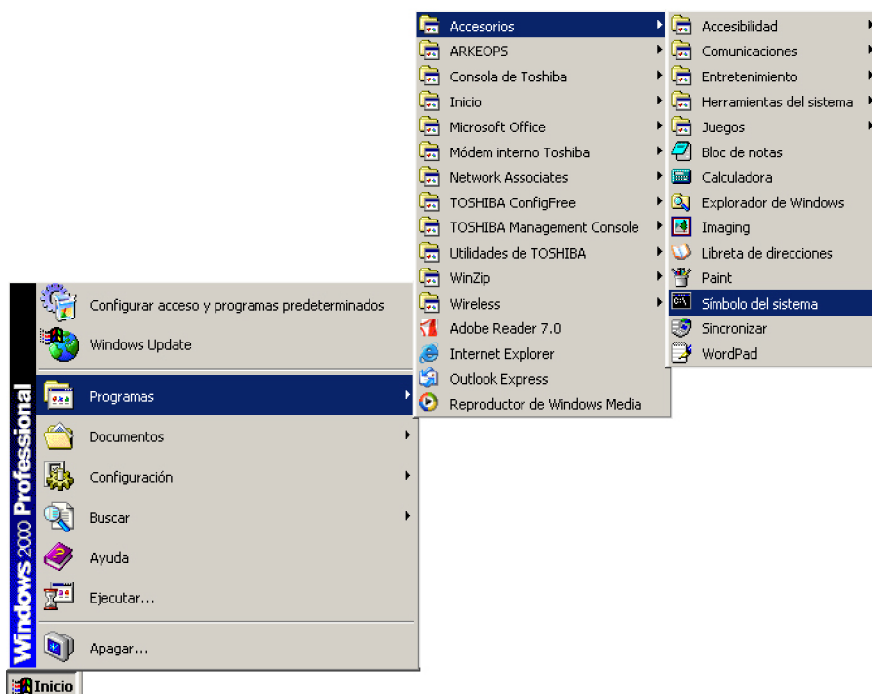 Accesorios
ARKEOPS
Consola de Toshiba
Inicio
Microsoft Office
Módem interno Toshiba
Network Associates
TOSHIBA ConfigFree
TOSHIBA Management Console
Utilidades de TOSHIBA
WinZip
Wireless
Adobe Reader 7.0
Internet Explorer
Outlook Express
Reproductor de Windows Media
Accesibilidad
Comunicaciones
Entretenimiento
Herramientas del sistema
Juegos
Bloc de notas
Calculadora
Explorador de Windows
Imaging
Libreta de direcciones
Paint
Símbolo del sistema
Sincronizar
WordPad
Configurar acceso y programas predeterminados
Windows Update
Programas
Documentos
Configuración
Buscar
Ayuda
Ejecutar...
Apagar...
Windows 2000 Professional
Inicio